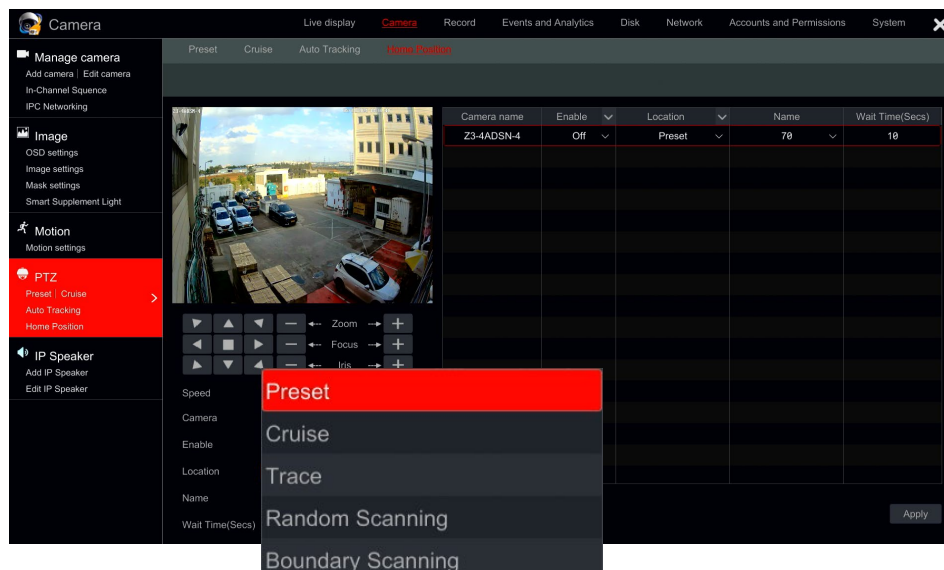 Camera
Live display Camera Record Events and Analytics Disk Network Accounts and Permissions System
Preset Cruise Auto Tracking Home Position
Manage camera
Add camera | Edit camera
In-Channel Squence
IPC Networking
Image
OSD settings
Image settings
Mask settings
Smart Supplement Light
Motion
Motion settings
PTZ
Preset | Cruise
Auto Tracking
Home Position
IP Speaker
Add IP Speaker
Edit IP Speaker
Zoom
Focus
Iris
Speed
Camera
Enable
Location
Name
Wait Time(Secs)
Preset
Cruise
Trace
Random Scanning
Boundary Scanning
Camera name Enable Location Name Wait Time(Secs)
Z3-4ADSN-4 Off Preset 70 10
Apply